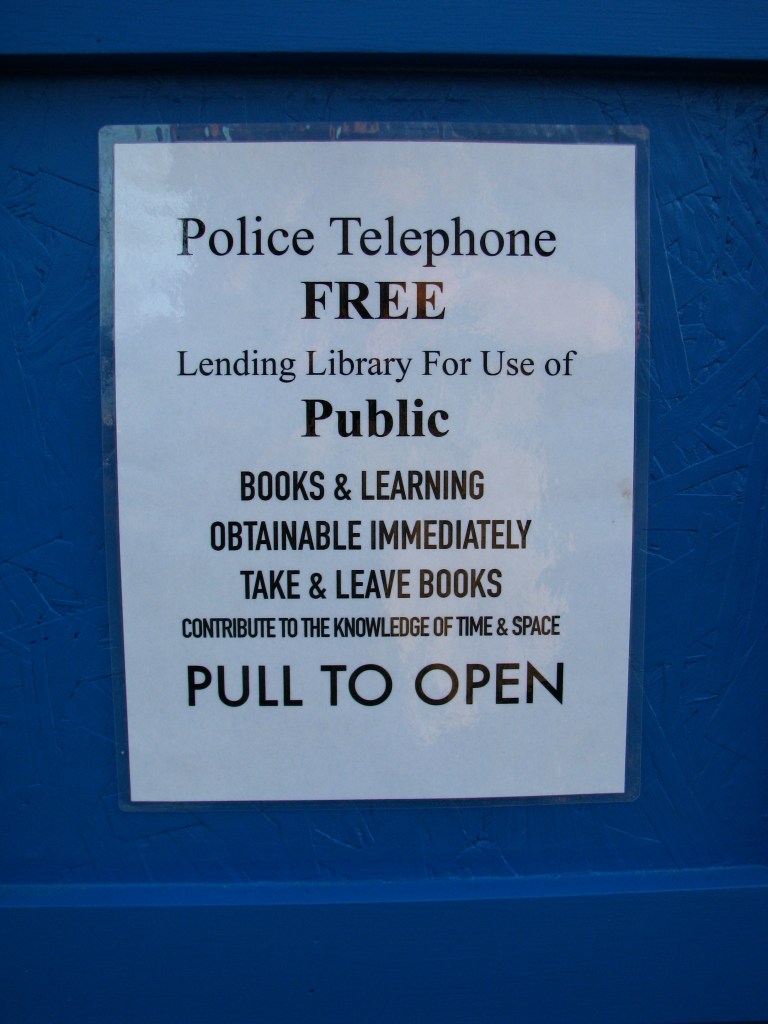 Police Telephone
FREE
Lending Library For Use of
Public
BOOKS & LEARNING
OBTAINABLE IMMEDIATELY
TAKE & LEAVE BOOKS
CONTRIBUTE TO THE KNOWLEDGE OF TIME & SPACE
PULL TO OPEN